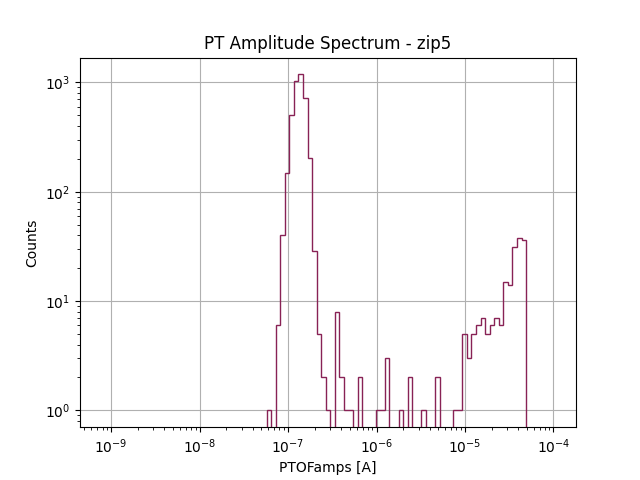 PT Amplitude Spectrum - zip5
Counts
10³
10²
10¹
10⁰
10⁻⁹ 10⁻⁸ 10⁻⁷ 10⁻⁶ 10⁻⁵ 10⁻⁴
PTOFamps [A]